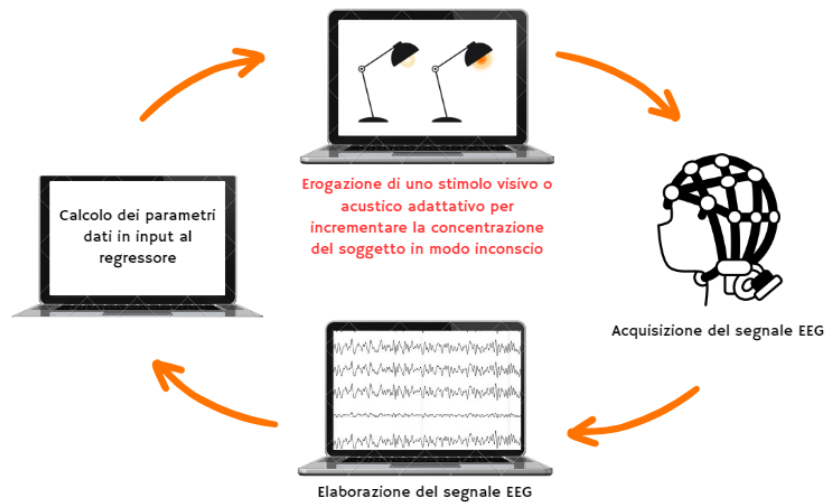 Erogazione di uno stimolo visivo o
acustico adattativo per
incrementare la concentrazione
del soggetto in modo inconscio
Calcolo dei parametri
dati in input al
regressore
Acquisizione del segnale EEG
Elaborazione del segnale EEG